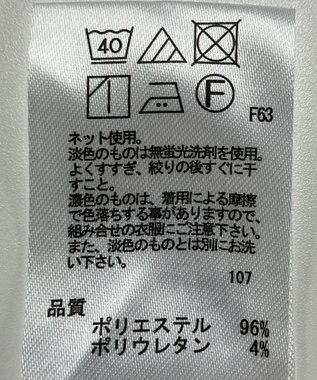 40
F
F63
ネット使用。
淡色のものは無蛍光洗剤を使用。
よくすすぎ、絞りの後すぐに干
すこと。
濃色のものは、着用による摩擦
で色落ちする事がありますので、
組み合せの衣服にご注意下さい。
また、淡色のものとは別にお洗
い下さい。
107
品質
ポリエステル 96%
ポリウレタン 4%